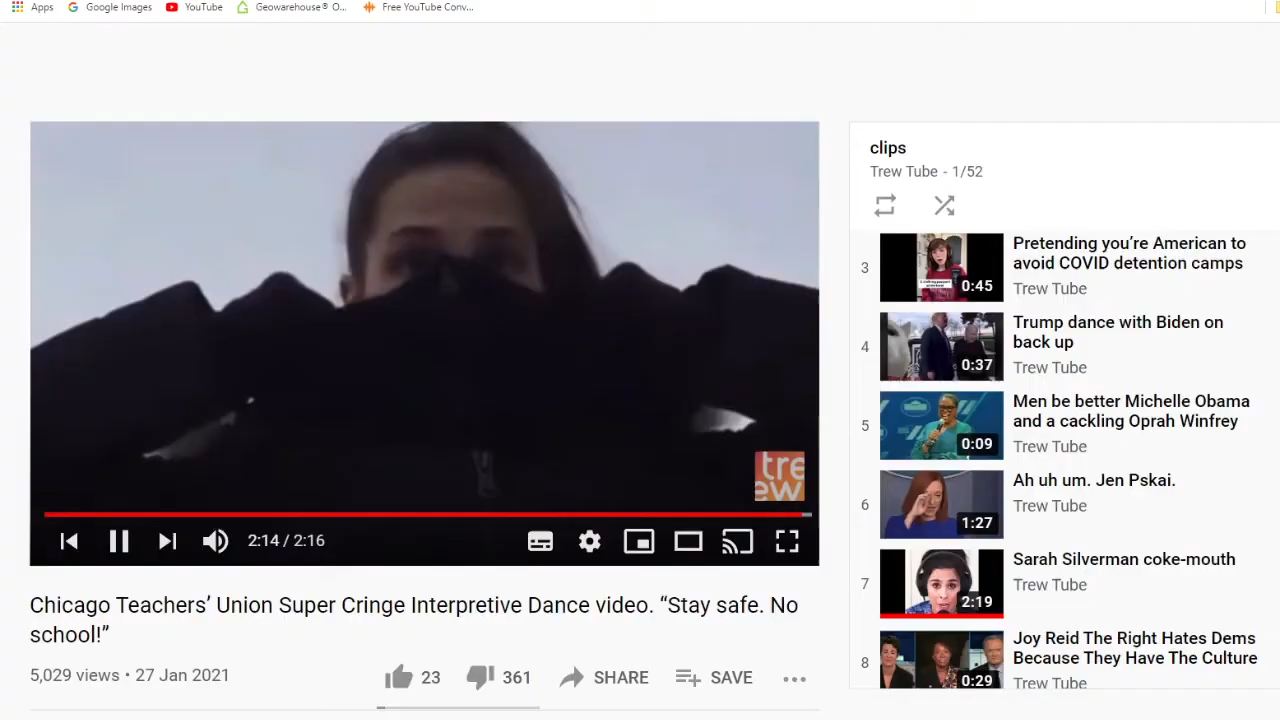 Apps
Google Images
YouTube
Geowarehouse® O...
Free YouTube Conv...
tre
ew
2:14 / 2:16
Chicago Teachers’ Union Super Cringe Interpretive Dance video. “Stay safe. No
school!”
5,029 views • 27 Jan 2021
23
361
SHARE
SAVE
clips
Trew Tube - 1/52
3
0:45
Pretending you’re American to
avoid COVID detention camps
Trew Tube
4
0:37
Trump dance with Biden on
back up
Trew Tube
5
0:09
Men be better Michelle Obama
and a cackling Oprah Winfrey
Trew Tube
6
1:27
Ah uh um. Jen Pskai.
Trew Tube
7
2:19
Sarah Silverman coke-mouth
Trew Tube
8
0:29
Joy Reid The Right Hates Dems
Because They Have The Culture
Trew Tube